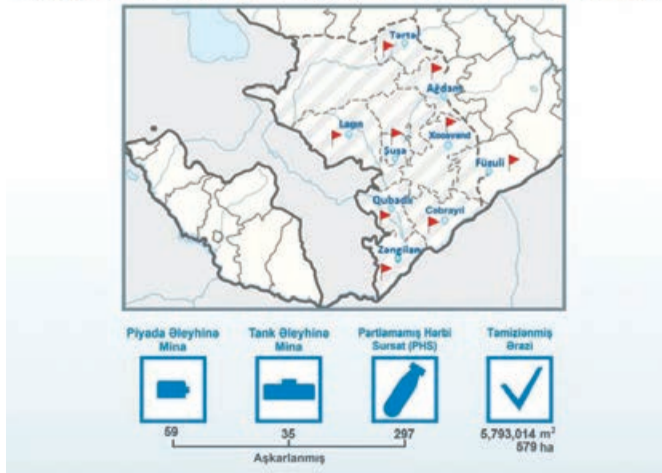 Tərtər
Ağdam
Laçın
Xocavənd
Şuşa
Füzuli
Qubadlı
Cəbrayıl
Zəngilan
Piyada Əleyhinə
Mina
Tank Əleyhinə
Mina
Partlamamış Hərbi
Sursat (PHS)
Təmizlənmiş
Ərazi
59
35
297
5,793,014 m²
579 ha
Aşkarlanmış